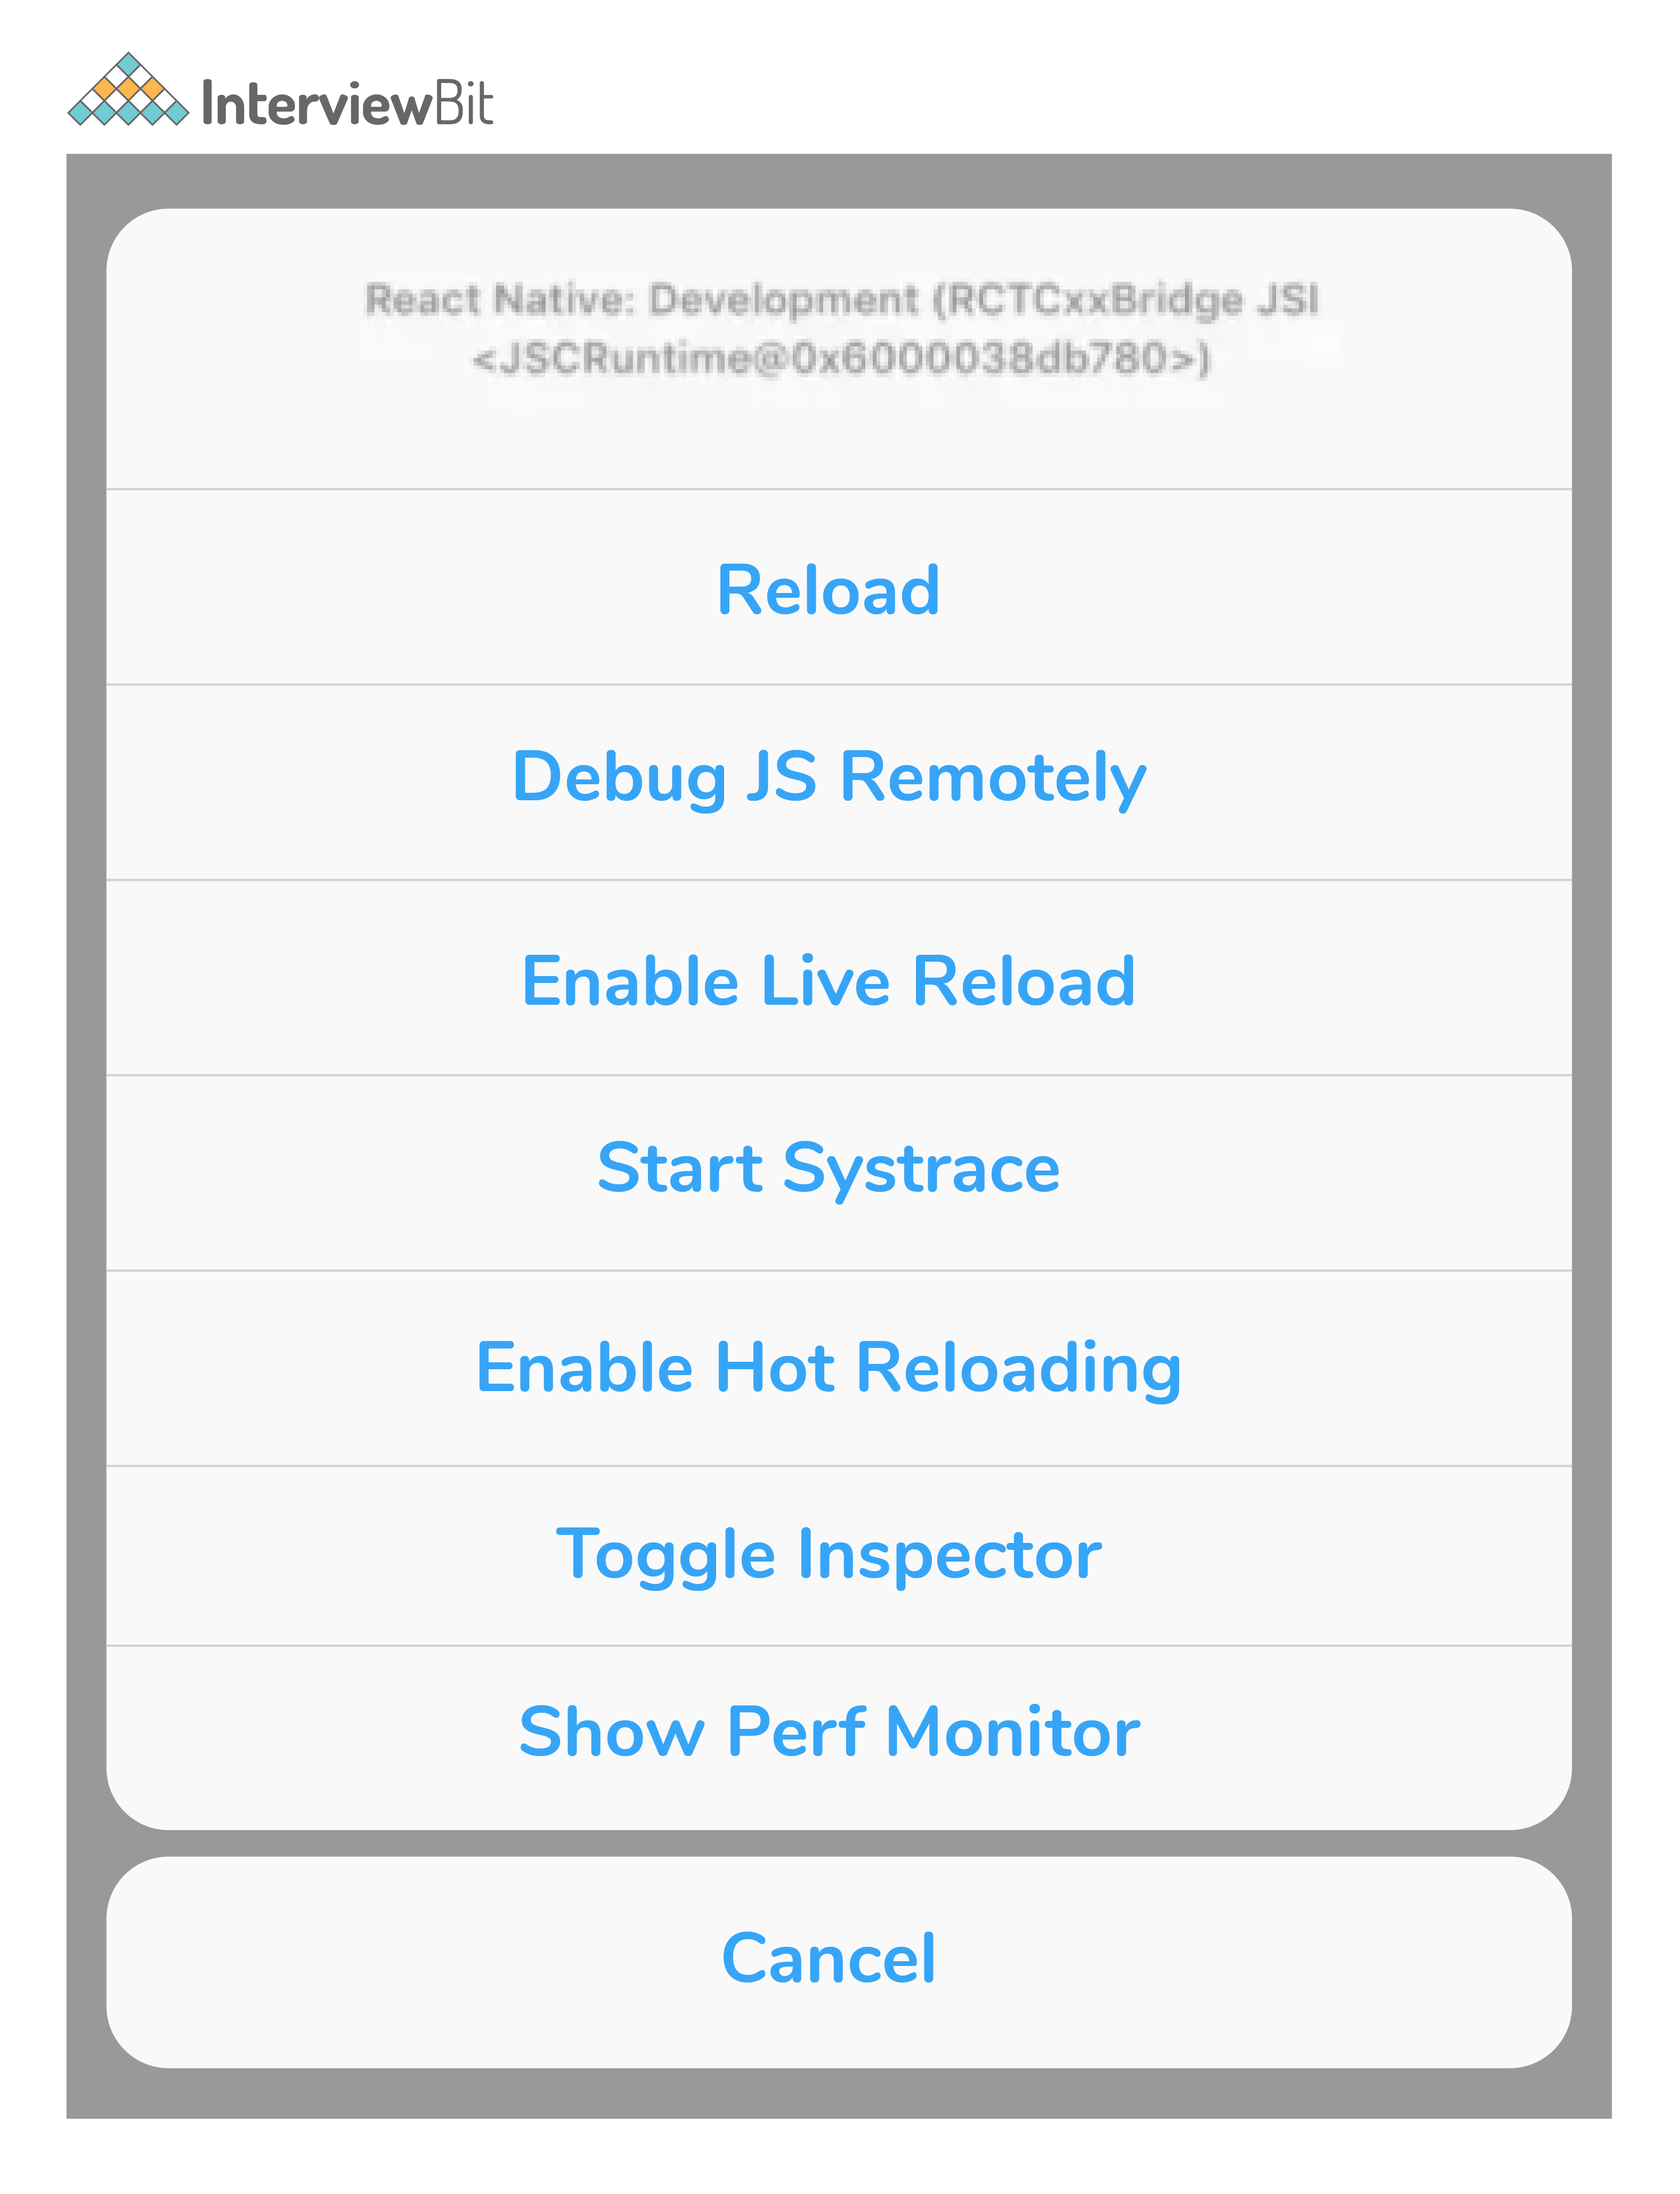 InterviewBit
React Native: Development (RCTCxxBridge JSI
<JSCRuntime@0x6000038db780>)
Reload
Debug JS Remotely
Enable Live Reload
Start Systrace
Enable Hot Reloading
Toggle Inspector
Show Perf Monitor
Cancel